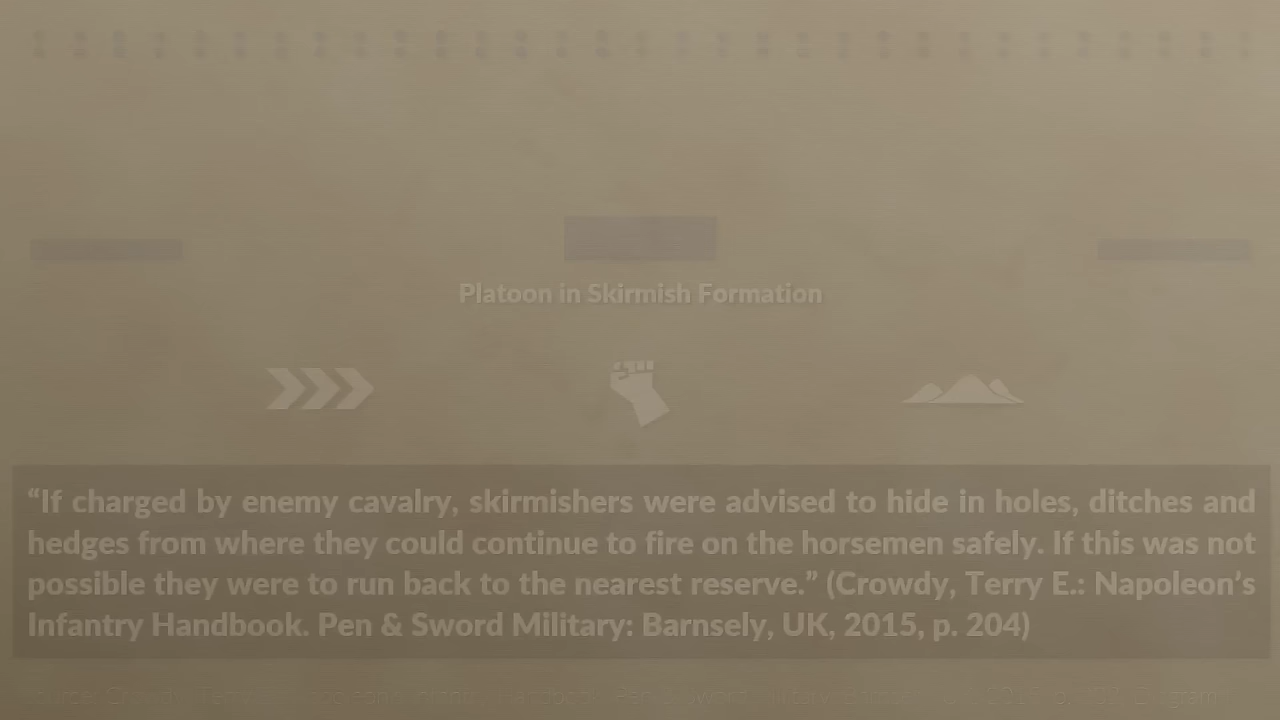 Platoon in Skirmish Formation
“If charged by enemy cavalry, skirmishers were advised to hide in holes, ditches and
hedges from where they could continue to fire on the horsemen safely. If this was not
possible they were to run back to the nearest reserve.” (Crowdy, Terry E.: Napoleon’s
Infantry Handbook. Pen & Sword Military: Barnsely, UK, 2015, p. 204)